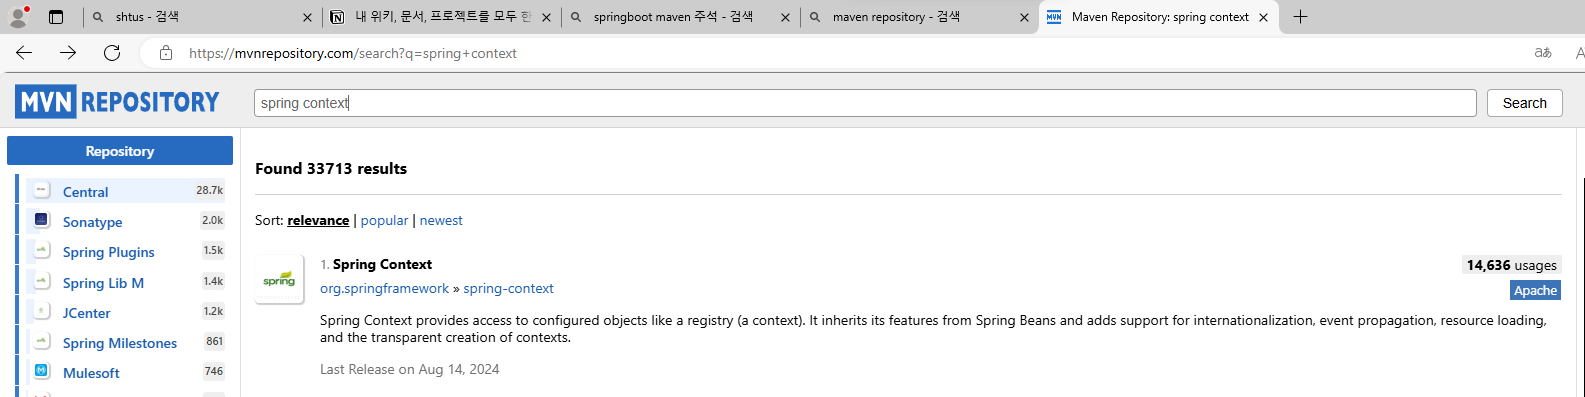 shtus - 검색
내 위키, 문서, 프로젝트를 모두 한
springboot maven 주석 - 검색
maven repository - 검색
MVN Maven Repository: spring context
https://mvnrepository.com/search?q=spring+context
MVN REPOSITORY
spring context
Search
Repository
Central 28.7k
Sonatype 2.0k
Spring Plugins 1.5k
Spring Lib M 1.4k
JCenter 1.2k
Spring Milestones 861
Mulesoft 746
Found 33713 results
Sort: relevance | popular | newest
spring
1. Spring Context
14,636 usages
org.springframework » spring-context
Apache
Spring Context provides access to configured objects like a registry (a context). It inherits its features from Spring Beans and adds support for internationalization, event propagation, resource loading,
and the transparent creation of contexts.
Last Release on Aug 14, 2024